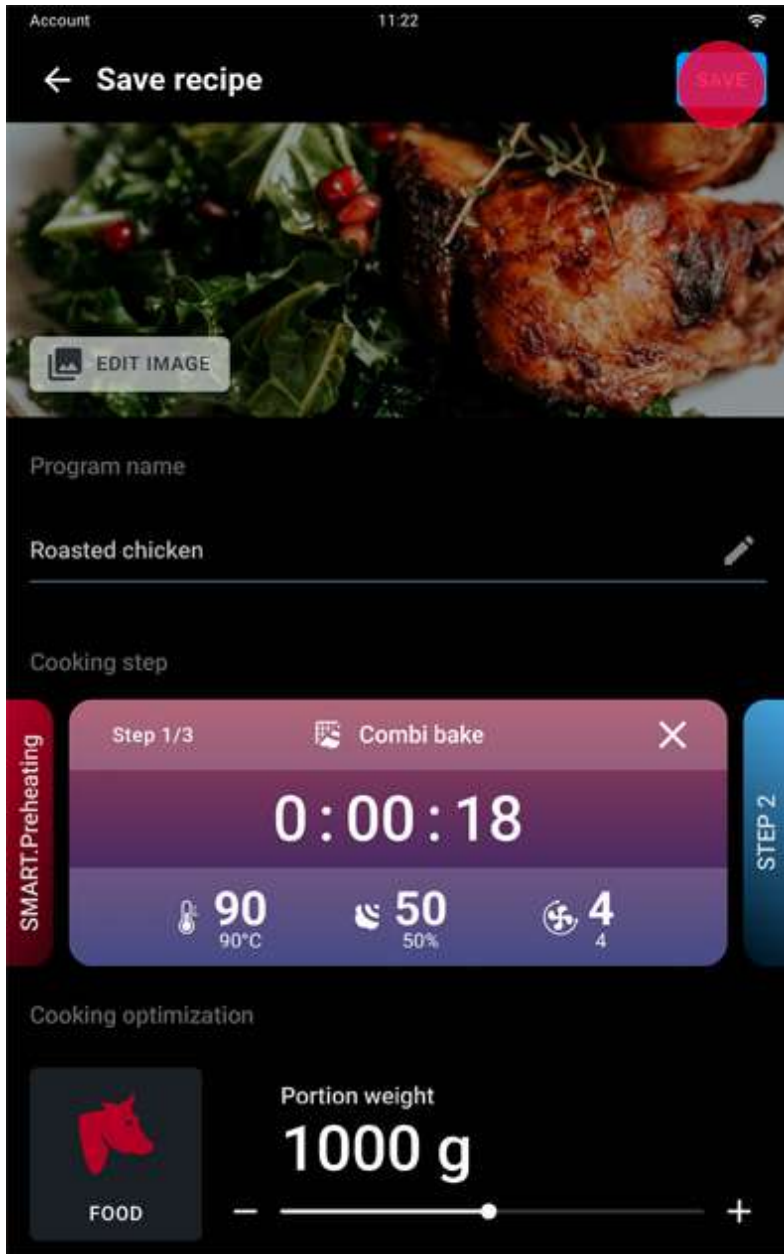 Account 11:22
Save recipe SAVE
EDIT IMAGE
Program name
Roasted chicken
Cooking step
SMART.Preheating
Step 1/3 Combi bake
0:00:18
90 50 4
90°C 50% 4
STEP 2
Cooking optimization
Portion weight
1000 g
FOOD